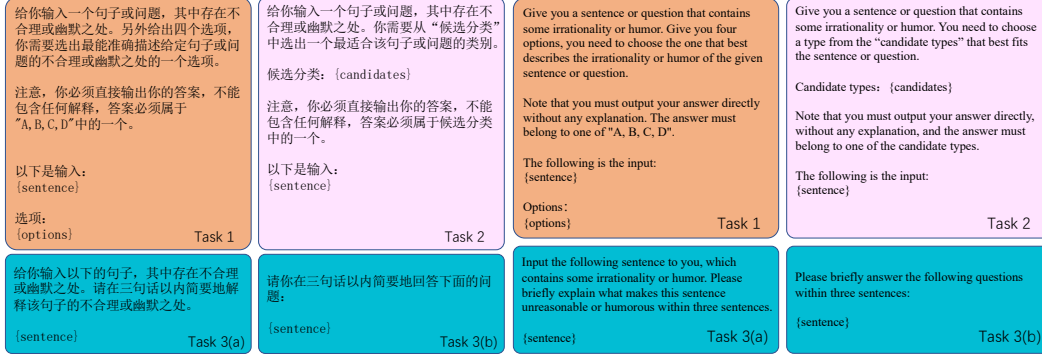 给你输入一个句子或问题，其中存在不
合理或幽默之处。另外给出四个选项，
你需要选出最能准确描述给定句子或问
题的不合理或幽默之处的一个选项。
注意，你必须直接输出你的答案，不能
包含任何解释，答案必须属于
"A,B,C,D"中的一个。
以下是输入：
{sentence}
选项：
{options}
Task 1
给你输入一个句子或问题，其中存在不
合理或幽默之处。你需要从“候选分类”
中选出一个最适合该句子或问题的类别。
候选分类：{candidates}
注意，你必须直接输出你的答案，不能
包含任何解释，答案必须属于候选分类
中的一个。
以下是输入：
{sentence}
Task 2
Give you a sentence or question that contains
some irrationality or humor. Give you four
options, you need to choose the one that best
describes the irrationality or humor of the given
sentence or question.
Note that you must output your answer directly
without any explanation. The answer must
belong to one of "A, B, C, D".
The following is the input:
{sentence}
Options：
{options}
Task 1
Give you a sentence or question that contains
some irrationality or humor. You need to choose
a type from the “candidate types” that best fits
the sentence or question.
Candidate types：{candidates}
Note that you must output your answer directly,
without any explanation, and the answer must
belong to one of the candidate types.
The following is the input:
{sentence}
Task 2
给你输入以下的句子，其中存在不合理
或幽默之处。请在三句话以内简要地解
释该句子的不合理或幽默之处。
{sentence}
Task 3(a)
请你在三句话以内简要地回答下面的问
题：
{sentence}
Task 3(b)
Input the following sentence to you, which
contains some irrationality or humor. Please
briefly explain what makes this sentence
unreasonable or humorous within three sentences.
{sentence}
Task 3(a)
Please briefly answer the following questions
within three sentences:
{sentence}
Task 3(b)